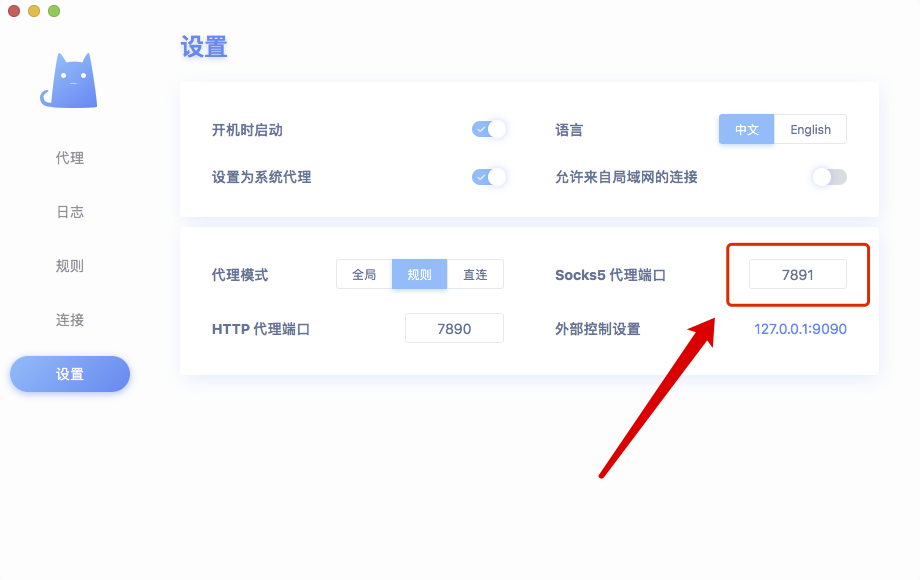 设置
代理
日志
规则
连接
设置
开机时启动
语言
中文
English
设置为系统代理
允许来自局域网的连接
代理模式
全局
规则
直连
Socks5 代理端口
7891
HTTP 代理端口
7890
外部控制设置
127.0.0.1:9090